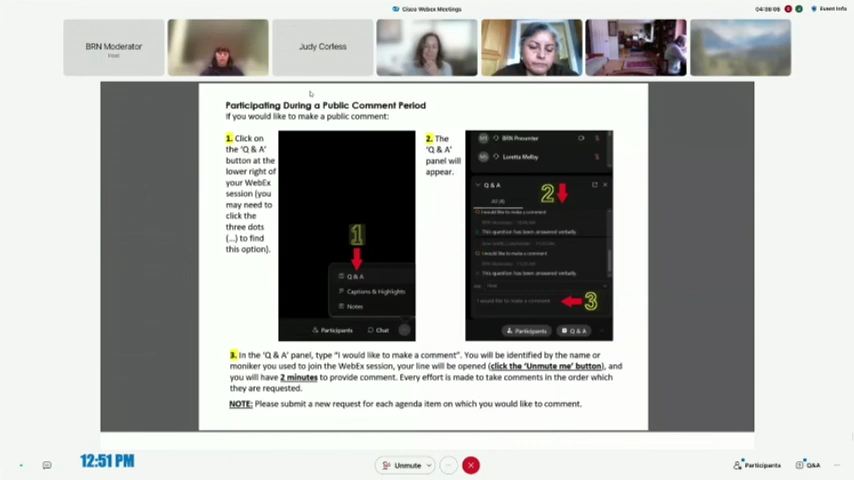 Cisco Webex Meetings
Event Info
BRN Moderator
Host
Judy Corless
Participating During a Public Comment Period
If you would like to make a public comment:
1. Click on
the 'Q & A'
button at the
lower right of
your WebEx
session (you
may need to
click the
three dots
(...) to find
this option).
1
Q & A
Captions & Highlights
Notes
Participants
Chat
2. The
'Q & A'
panel will
appear.
BRN Presenter
Loretta Melby
Q & A
2
All (8)
I would like to make a comment
This question has been answered verbally.
I would like to make a comment
This question has been answered verbally.
I would like to make a comment
3
Participants
Q & A
3. In the 'Q & A' panel, type "I would like to make a comment". You will be identified by the name or
moniker you used to join the WebEx session, your line will be opened (click the 'Unmute me' button), and
you will have 2 minutes to provide comment. Every effort is made to take comments in the order which
they are requested.
NOTE: Please submit a new request for each agenda item on which you would like to comment.
12:51 PM
Unmute
Participants
Q&A